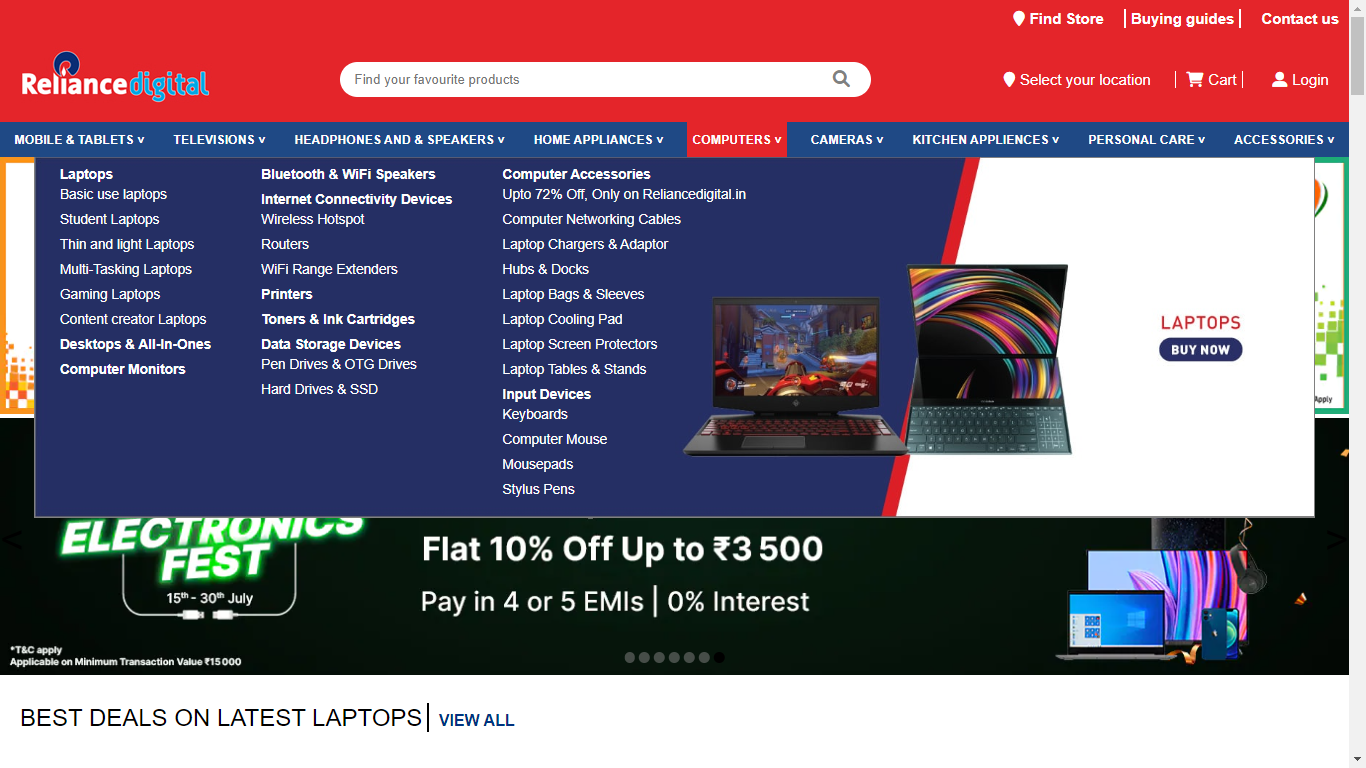 Find Store
Buying guides
Contact us
Reliance digital
Find your favourite products
Select your location
Cart
Login
MOBILE & TABLETS v
TELEVISIONS v
HEADPHONES AND & SPEAKERS v
HOME APPLIANCES v
COMPUTERS v
CAMERAS v
KITCHEN APPLIENCES v
PERSONAL CARE v
ACCESSORIES v
Laptops
Basic use laptops
Student Laptops
Thin and light Laptops
Multi-Tasking Laptops
Gaming Laptops
Content creator Laptops
Desktops & All-In-Ones
Computer Monitors
Bluetooth & WiFi Speakers
Internet Connectivity Devices
Wireless Hotspot
Routers
WiFi Range Extenders
Printers
Toners & Ink Cartridges
Data Storage Devices
Pen Drives & OTG Drives
Hard Drives & SSD
Computer Accessories
Upto 72% Off, Only on Reliancedigital.in
Computer Networking Cables
Laptop Chargers & Adaptor
Hubs & Docks
Laptop Bags & Sleeves
Laptop Cooling Pad
Laptop Screen Protectors
Laptop Tables & Stands
Input Devices
Keyboards
Computer Mouse
Mousepads
Stylus Pens
LAPTOPS
BUY NOW
Apply
<
>
ELECTRONICS
FEST
15th - 30th July
*T&C apply
Applicable on Minimum Transaction Value ₹15000
Flat 10% Off Up to ₹3500
Pay in 4 or 5 EMIs | 0% Interest
BEST DEALS ON LATEST LAPTOPS
VIEW ALL